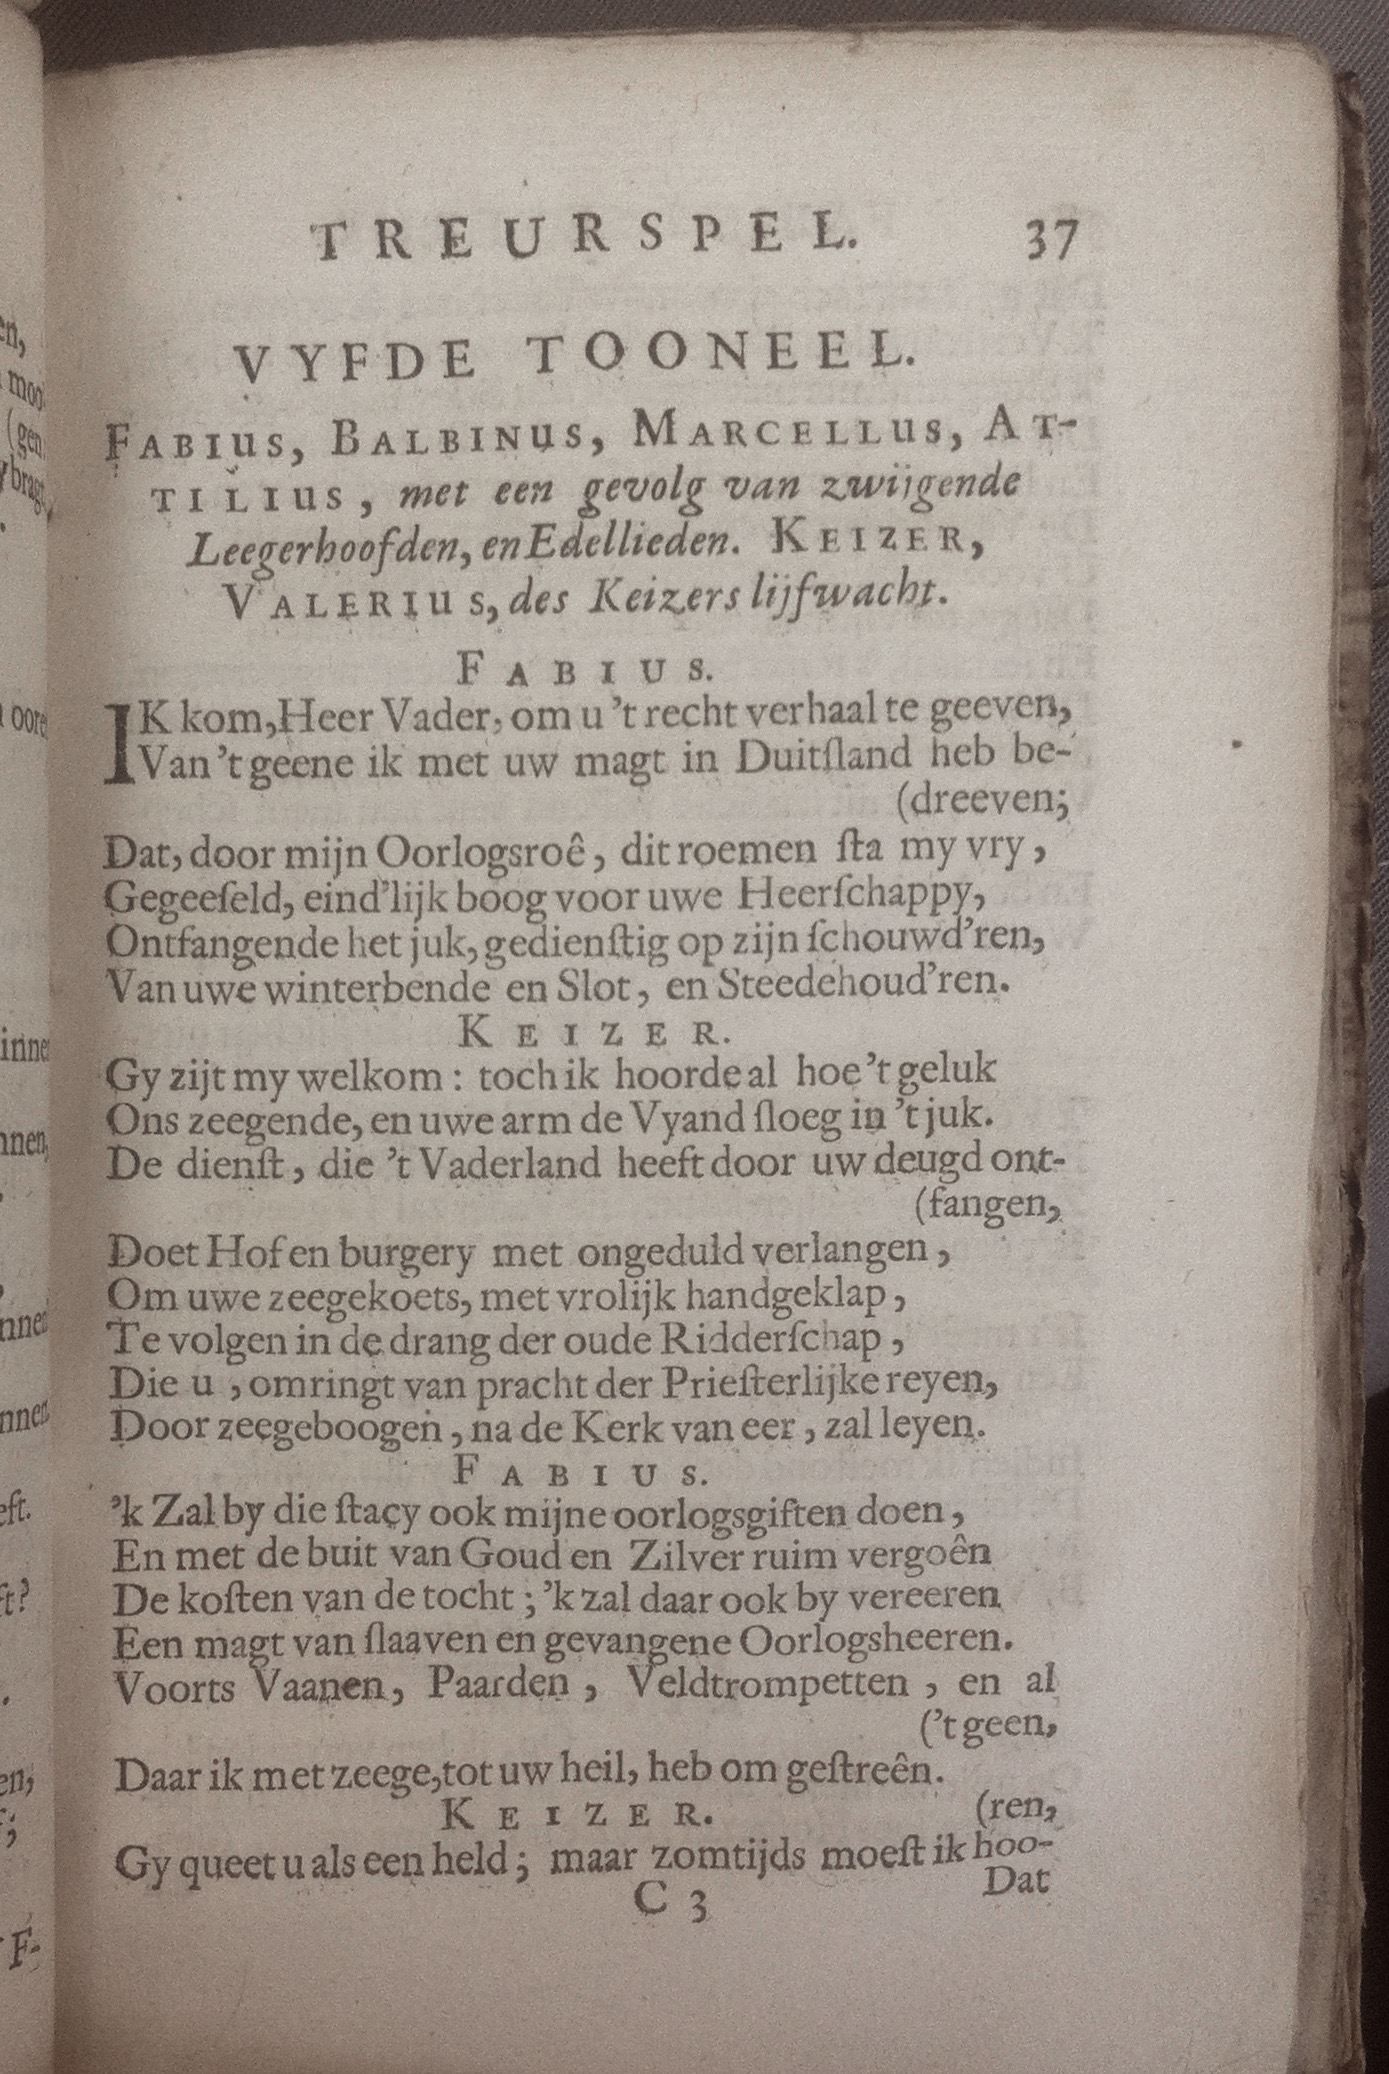 TREURSPEL. 37
VYFDE TOONEEL.
FABIUS, BALBINUS, MARCELLUS, AT-
TILIUS, met een gevolg van zwijgende
Leegerhoofden, en Edellieden. KEIZER,
VALERIUS, des Keizers lijfwacht.
FABIUS.
IK kom, Heer Vader, om u 't recht verhaal te geeven,
Van 't geene ik met uw magt in Duitſland heb be-
(dreeven;
Dat, door mijn Oorlogsroê, dit roemen ſta my vry,
Gegeeſeld, eind'lijk boog voor uwe Heerſchappy,
Ontfangende het juk, gedienſtig op zijn ſchouwd'ren,
Van uwe winterbende en Slot, en Steedehoud'ren.
KEIZER.
Gy zijt my welkom: toch ik hoorde al hoe 't geluk
Ons zeegende, en uwe arm de Vyand ſloeg in 't juk.
De dienſt, die 't Vaderland heeft door uw deugd ont-
(fangen,
Doet Hof en burgery met ongeduld verlangen,
Om uwe zeegekoets, met vrolijk handgeklap,
Te volgen in de drang der oude Ridderſchap,
Die u, omringt van pracht der Prieſterlijke reyen,
Door zeegeboogen, na de Kerk van eer, zal leyen.
FABIUS.
'k Zal by die ſtacy ook mijne oorlogsgiften doen,
En met de buit van Goud en Zilver ruim vergoên
De koſten van de tocht; 'k zal daar ook by vereeren
Een magt van ſlaaven en gevangene Oorlogsheeren.
Voorts Vaanen, Paarden, Veldtrompetten, en al
('t geen,
Daar ik met zeege, tot uw heil, heb om geſtreên.
KEIZER. (ren,
Gy queet u als een held; maar zomtijds moeſt ik hoo-
C 3 Dat